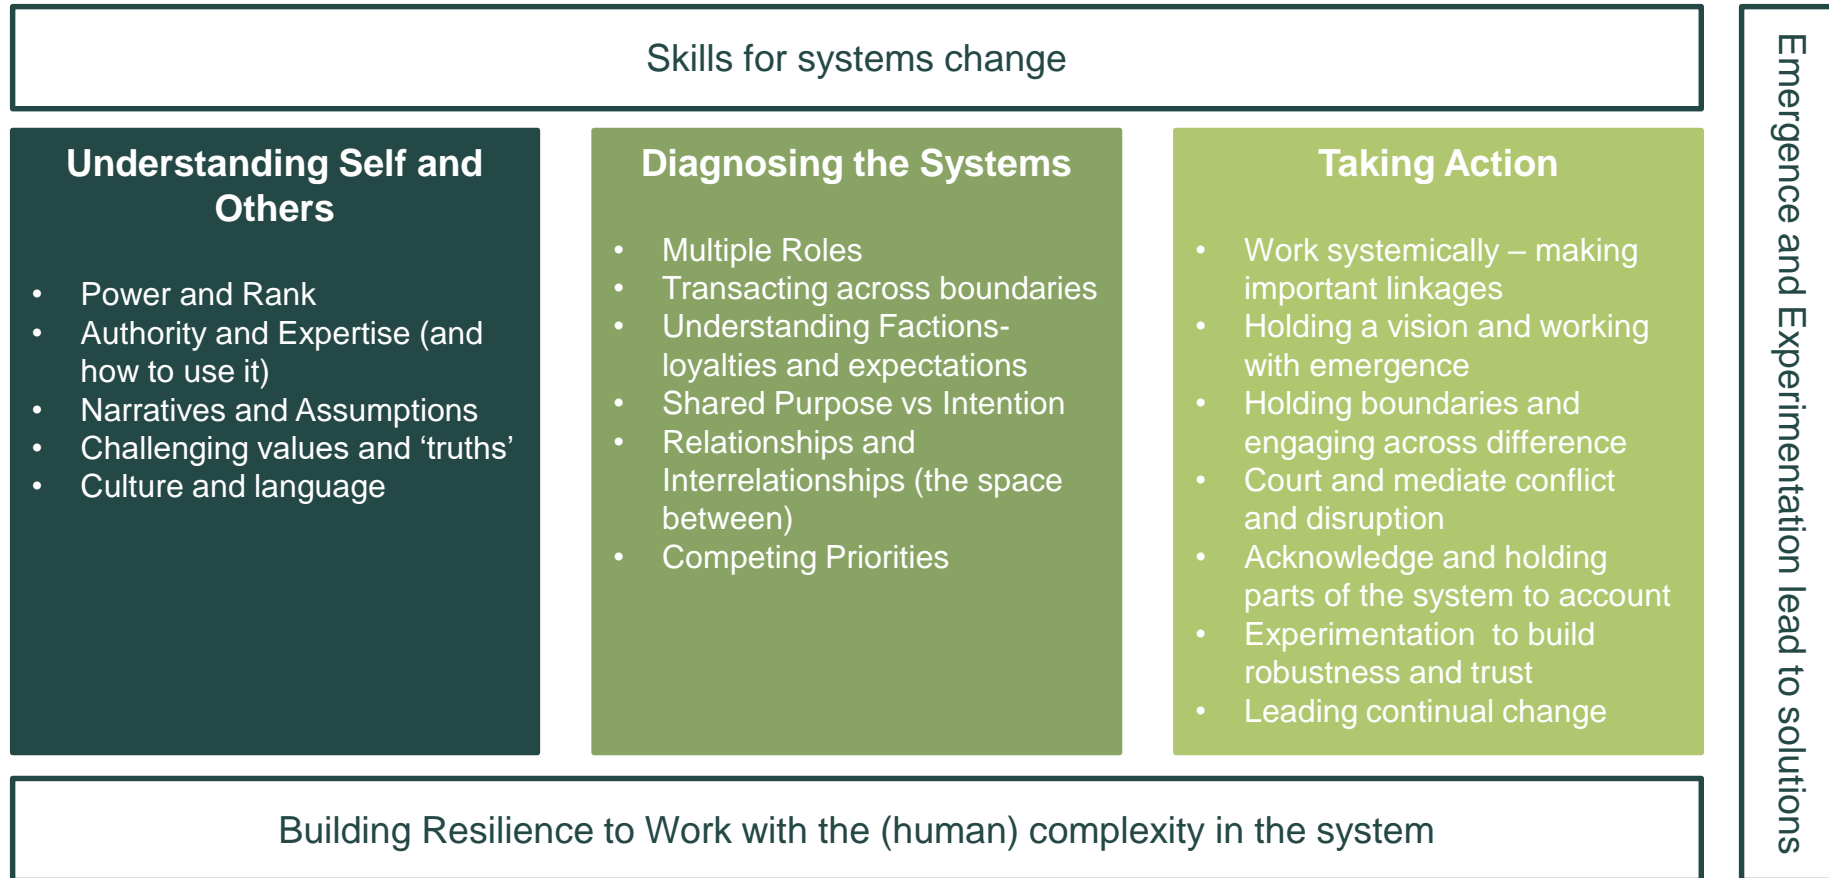 Skills for systems change
Understanding Self and
Others
• Power and Rank
• Authority and Expertise (and
how to use it)
• Narratives and Assumptions
• Challenging values and ‘truths’
• Culture and language
Diagnosing the Systems
• Multiple Roles
• Transacting across boundaries
• Understanding Factions-
loyalties and expectations
• Shared Purpose vs Intention
• Relationships and
Interrelationships (the space
between)
• Competing Priorities
Taking Action
• Work systemically – making
important linkages
• Holding a vision and working
with emergence
• Holding boundaries and
engaging across difference
• Court and mediate conflict
and disruption
• Acknowledge and holding
parts of the system to account
• Experimentation  to build
robustness and trust
• Leading continual change
Building Resilience to Work with the (human) complexity in the system
Emergence and Experimentation lead to solutions